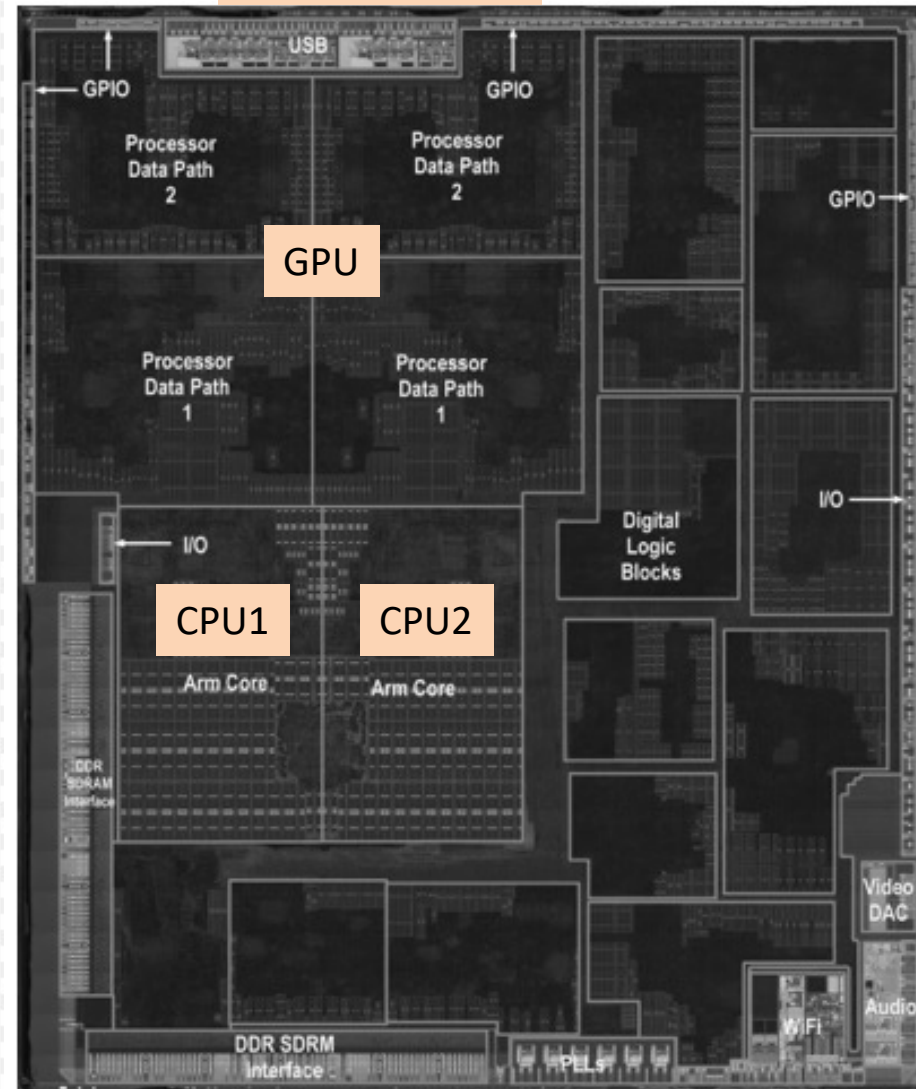 USB
GPIO
GPIO
Processor
Data Path
2
Processor
Data Path
2
GPIO
GPU
Processor
Data Path
1
Processor
Data Path
1
I/O
I/O
Digital
Logic
Blocks
CPU1
CPU2
Arm Core
Arm Core
DDR
SDRAM
Interface
Video
DAC
Audio
WiFi
DDR SDRM
Interface
PLLs